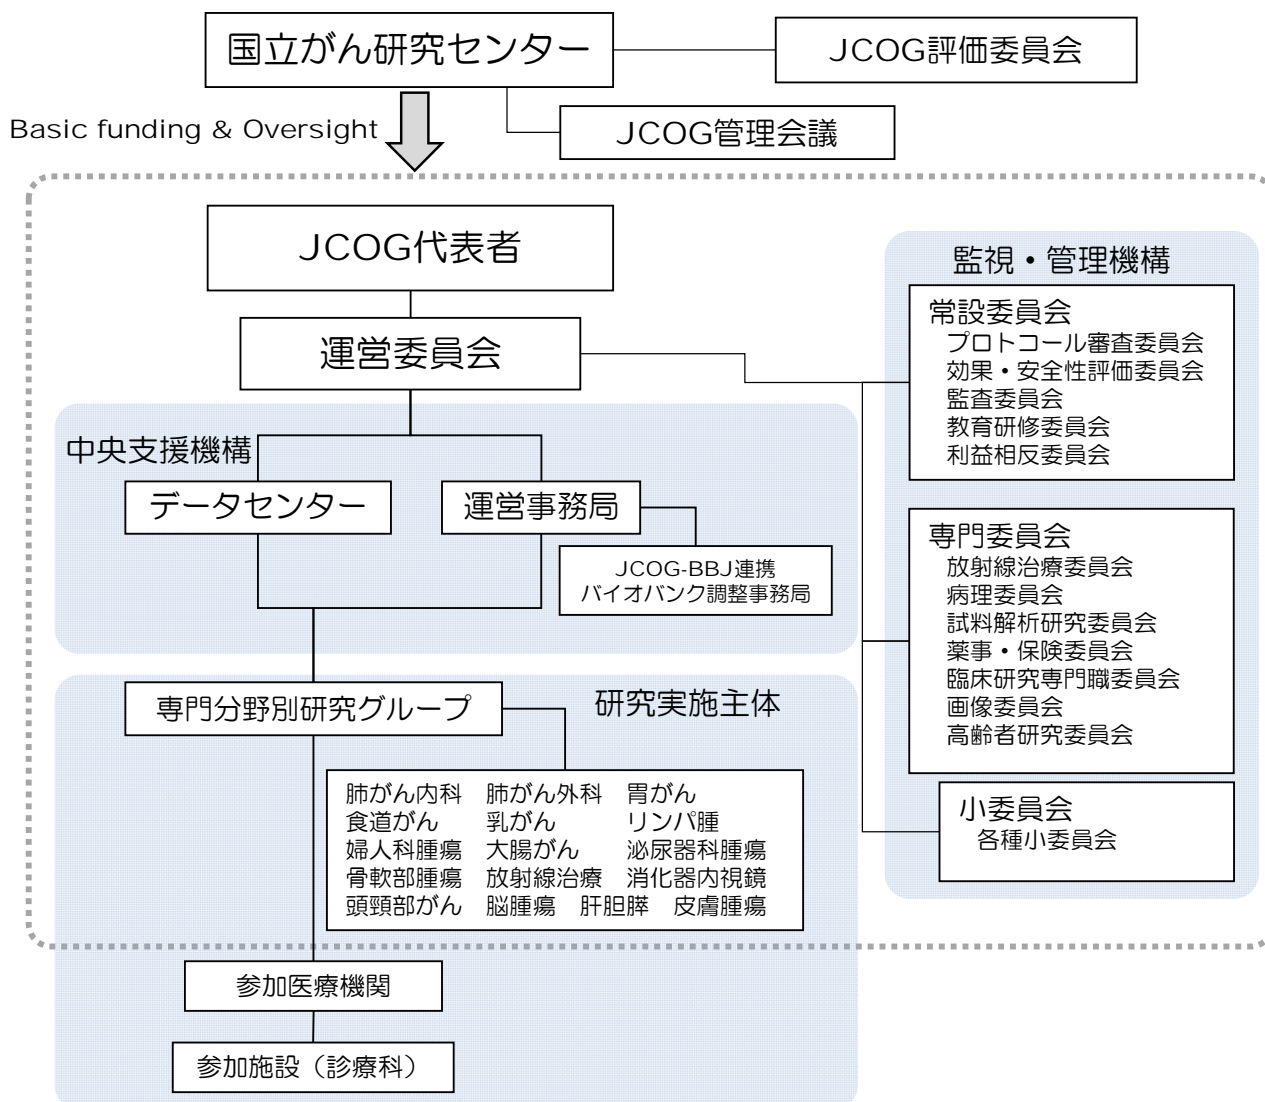 国立がん研究センター
JCOG評価委員会
Basic funding & Oversight
JCOG管理会議
JCOG代表者
運営委員会
中央支援機構
データセンター
運営事務局
JCOG-BBJ連携
バイオバンク調整事務局
専門分野別研究グループ
研究実施主体
肺がん内科 肺がん外科 胃がん
食道がん 乳がん リンパ腫
婦人科腫瘍 大腸がん 泌尿器科腫瘍
骨軟部腫瘍 放射線治療 消化器内視鏡
頭頸部がん 脳腫瘍 肝胆膵 皮膚腫瘍
参加医療機関
参加施設（診療科）
監視・管理機構
常設委員会
プロトコール審査委員会
効果・安全性評価委員会
監査委員会
教育研修委員会
利益相反委員会
専門委員会
放射線治療委員会
病理委員会
試料解析研究委員会
薬事・保険委員会
臨床研究専門職委員会
画像委員会
高齢者研究委員会
小委員会
各種小委員会